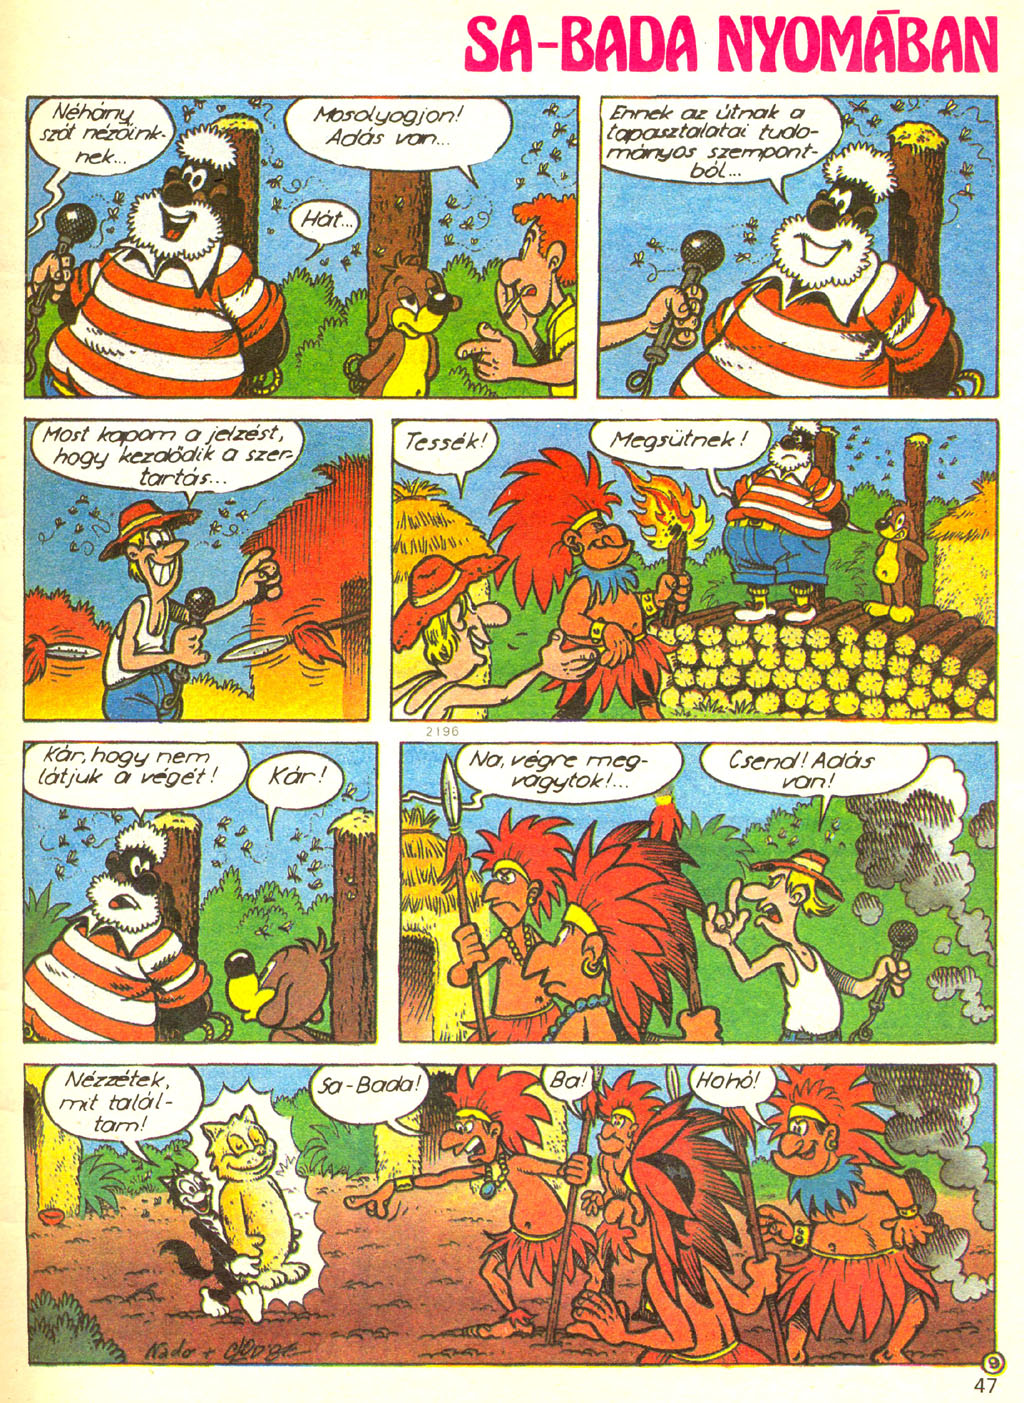 SA-BADA NYOMÁBAN
Néhány
szót nézőink-
nek...
Mosolyogjon!
Adás van...
Hát...
Ennek az útnak a
tapasztalatai tudo-
mányos szempont-
ból...
Most kapom a jelzést,
hogy kezdődik a szer-
tartás...
Tessék!
Megsütnek!
2196
Kár, hogy nem
látjuk a végét!
Kár!
Na, végre meg-
vagytok!...
Csend! Adás
van!
Nézzétek,
mit talál-
tam!
Sa-Bada!
Ba!
Hohó!
9
47